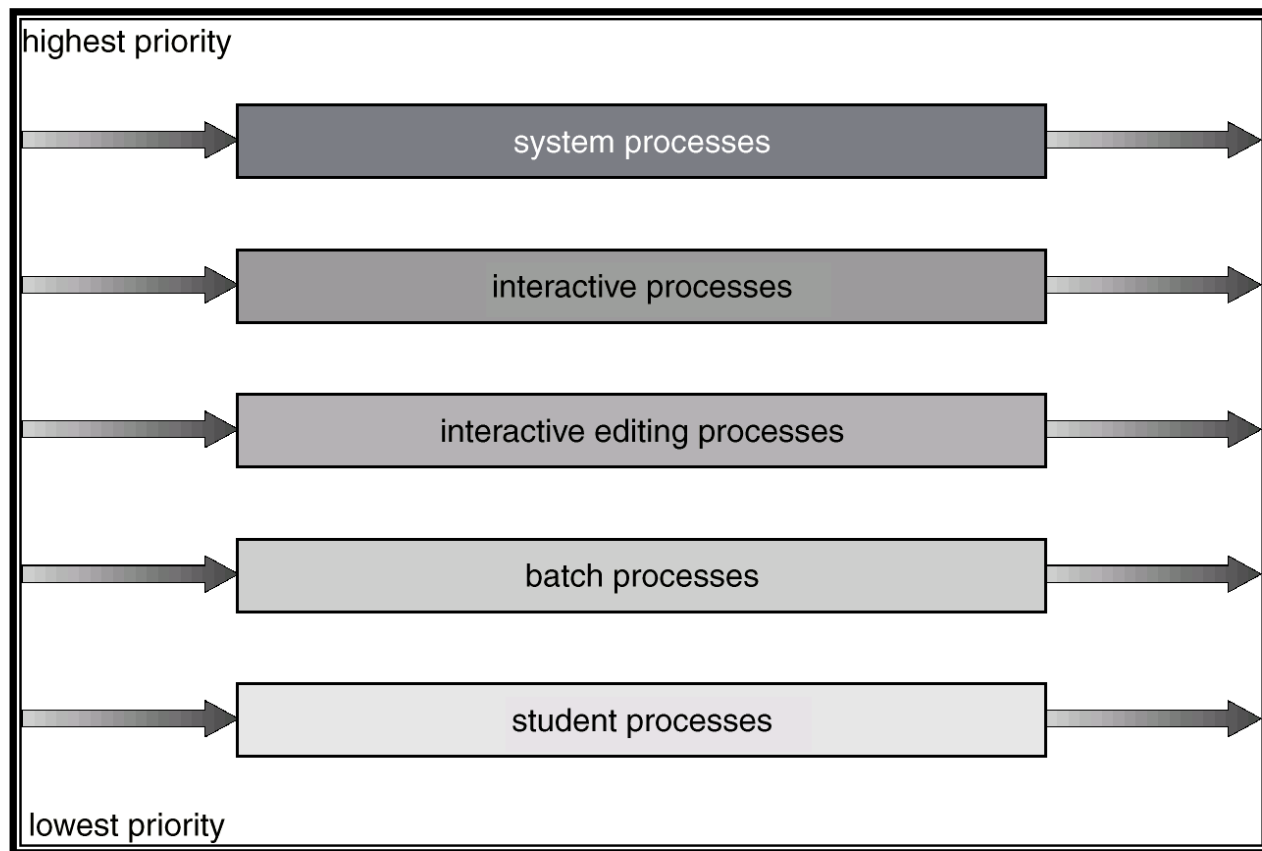 highest priority
system processes
interactive processes
interactive editing processes
batch processes
student processes
lowest priority